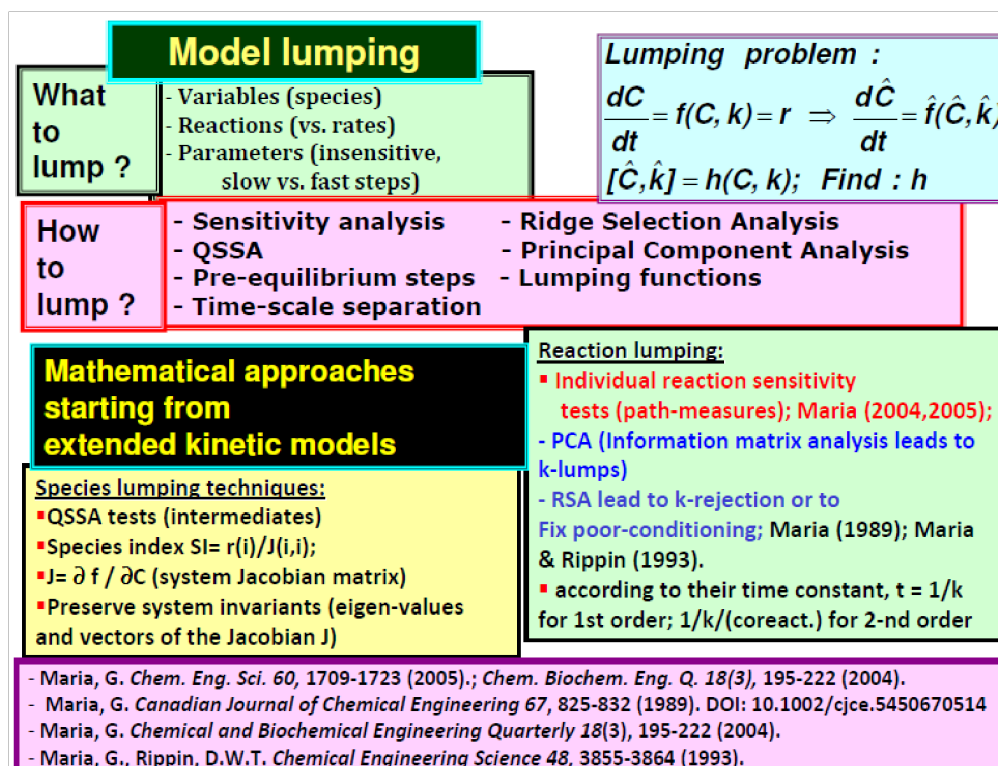 Model lumping
What
to
lump ?
- Variables (species)
- Reactions (vs. rates)
- Parameters (insensitive,
slow vs. fast steps)
Lumping problem :
dC/dt = f(C, k) = r ⇒ dĈ/dt = f̂(Ĉ, k̂)
[Ĉ, k̂] = h(C, k); Find : h
How
to
lump ?
- Sensitivity analysis
- QSSA
- Pre-equilibrium steps
- Time-scale separation
- Ridge Selection Analysis
- Principal Component Analysis
- Lumping functions
Mathematical approaches
starting from
extended kinetic models
Species lumping techniques:
▪QSSA tests (intermediates)
▪Species index SI= r(i)/J(i,i);
▪J= ∂ f / ∂C (system Jacobian matrix)
▪Preserve system invariants (eigen-values
and vectors of the Jacobian J)
Reaction lumping:
▪ Individual reaction sensitivity
tests (path-measures); Maria (2004,2005);
- PCA (Information matrix analysis leads to
k-lumps)
- RSA lead to k-rejection or to
Fix poor-conditioning; Maria (1989); Maria
& Rippin (1993).
▪ according to their time constant, t = 1/k
for 1st order; 1/k/(coreact.) for 2-nd order
- Maria, G. Chem. Eng. Sci. 60, 1709-1723 (2005).; Chem. Biochem. Eng. Q. 18(3), 195-222 (2004).
- Maria, G. Canadian Journal of Chemical Engineering 67, 825-832 (1989). DOI: 10.1002/cjce.5450670514
- Maria, G. Chemical and Biochemical Engineering Quarterly 18(3), 195-222 (2004).
- Maria, G., Rippin, D.W.T. Chemical Engineering Science 48, 3855-3864 (1993).